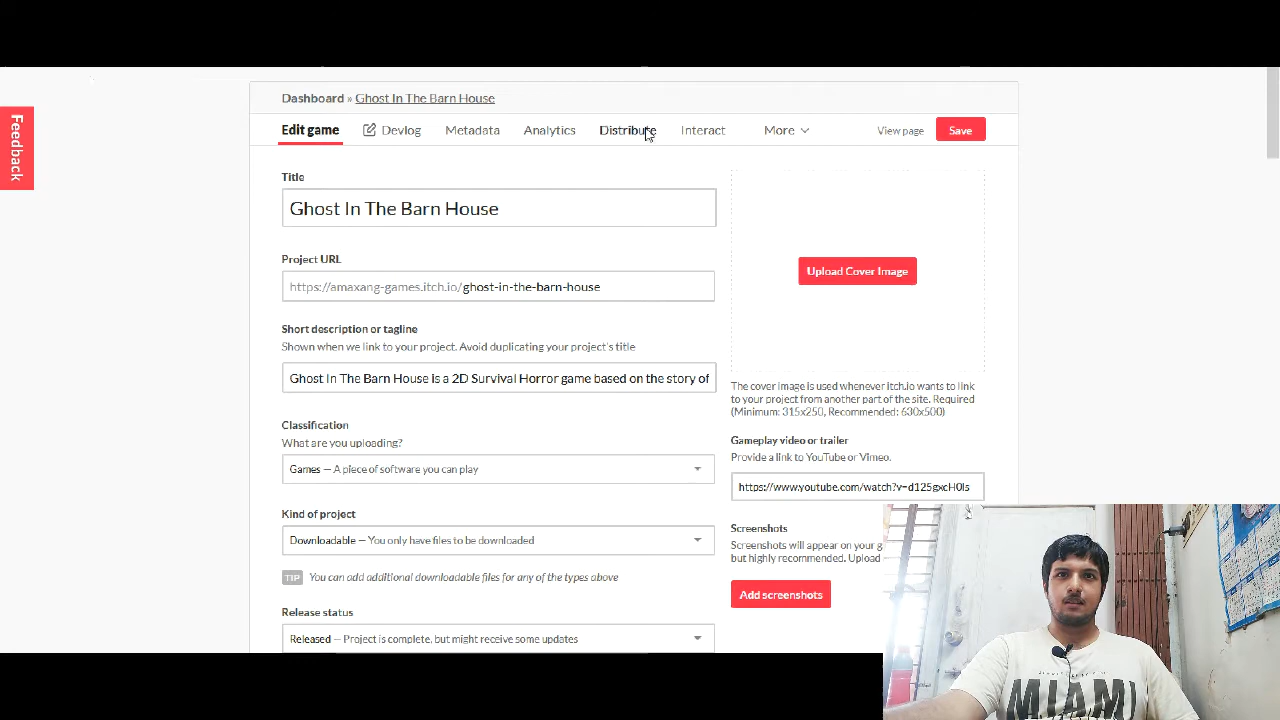 Dashboard » Ghost In The Barn House
Edit game Devlog Metadata Analytics Distribute Interact More View page Save
Feedback
Title
Ghost In The Barn House
Project URL
https://amaxang-games.itch.io/ghost-in-the-barn-house
Short description or tagline
Shown when we link to your project. Avoid duplicating your project's title
Ghost In The Barn House is a 2D Survival Horror game based on the story of
Classification
What are you uploading?
Games — A piece of software you can play
Kind of project
Downloadable — You only have files to be downloaded
TIP You can add additional downloadable files for any of the types above
Release status
Released — Project is complete, but might receive some updates
Upload Cover Image
The cover image is used whenever itch.io wants to link
to your project from another part of the site. Required
(Minimum: 315x250, Recommended: 630x500)
Gameplay video or trailer
Provide a link to YouTube or Vimeo.
Screenshots
Screenshots will appear on your g
but highly recommended. Upload
Add screenshots
MIAMI